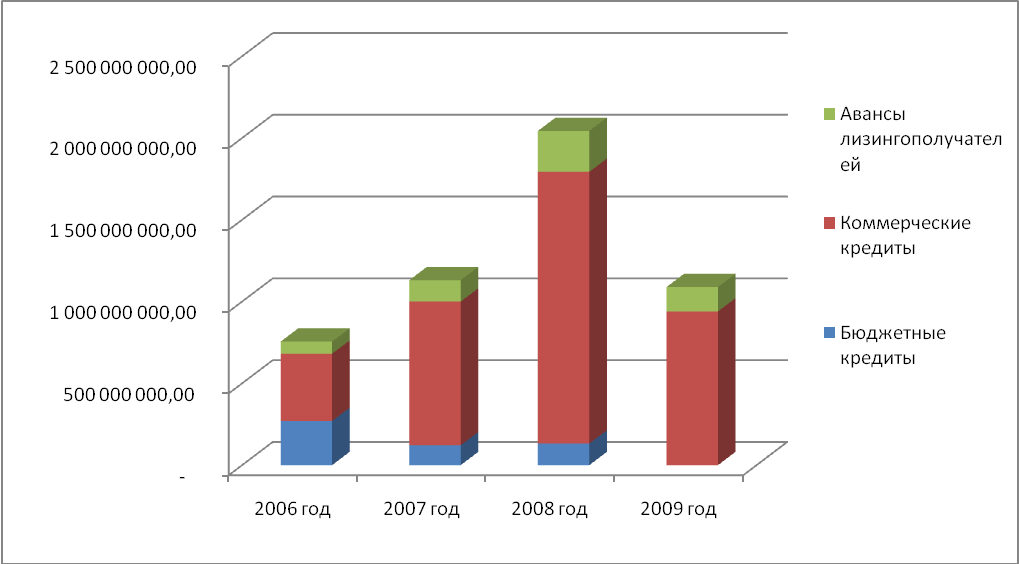 2 500 000 000,00
2 000 000 000,00
1 500 000 000,00
1 000 000 000,00
500 000 000,00
-
2006 год
2007 год
2008 год
2009 год
Авансы
лизингополучател
ей
Коммерческие
кредиты
Бюджетные
кредиты